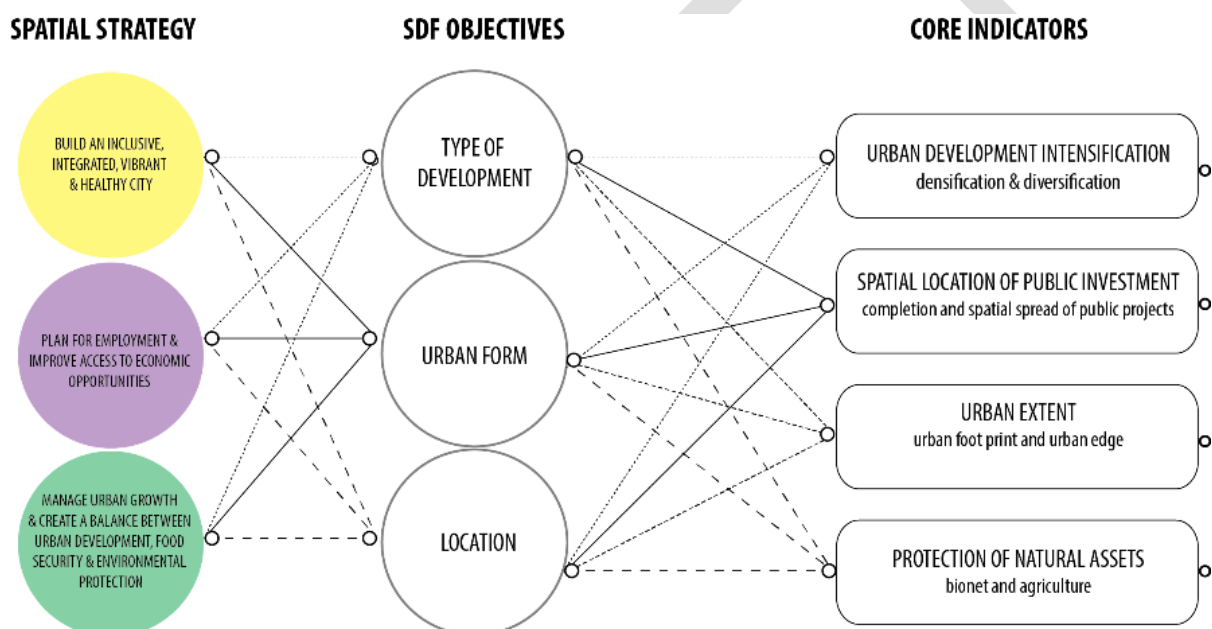 SPATIAL STRATEGY
SDF OBJECTIVES
CORE INDICATORS
BUILD AN INCLUSIVE,
INTEGRATED, VIBRANT
& HEALTHY CITY
PLAN FOR EMPLOYMENT &
IMPROVE ACCESS TO ECONOMIC
OPPORTUNITIES
MANAGE URBAN GROWTH
& CREATE A BALANCE BETWEEN
URBAN DEVELOPMENT, FOOD
SECURITY & ENVIRONMENTAL
PROTECTION
TYPE OF
DEVELOPMENT
URBAN FORM
LOCATION
URBAN DEVELOPMENT INTENSIFICATION
densification & diversification
SPATIAL LOCATION OF PUBLIC INVESTMENT
completion and spatial spread of public projects
URBAN EXTENT
urban foot print and urban edge
PROTECTION OF NATURAL ASSETS
bionet and agriculture